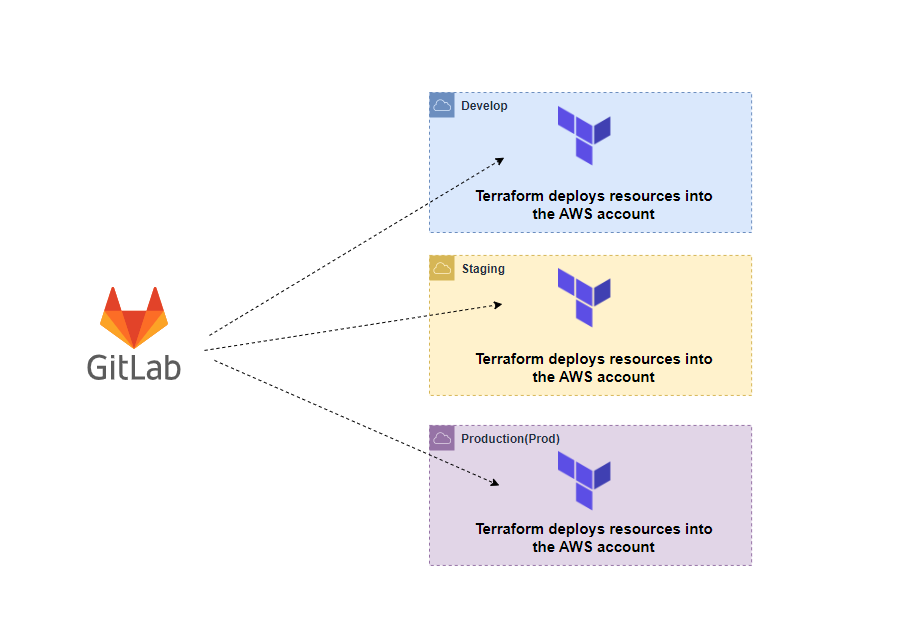 Develop
Terraform deploys resources into
the AWS account
Staging
Terraform deploys resources into
the AWS account
GitLab
Production(Prod)
Terraform deploys resources into
the AWS account